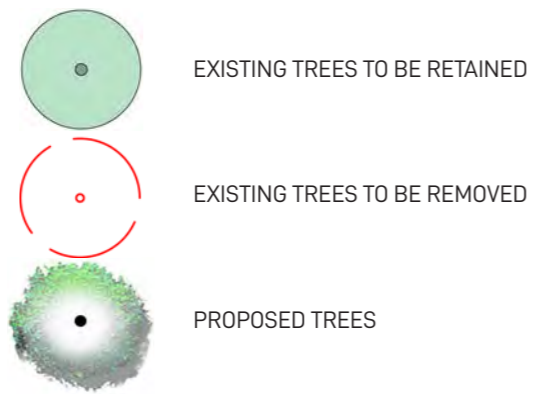 EXISTING TREES TO BE RETAINED
EXISTING TREES TO BE REMOVED
PROPOSED TREES